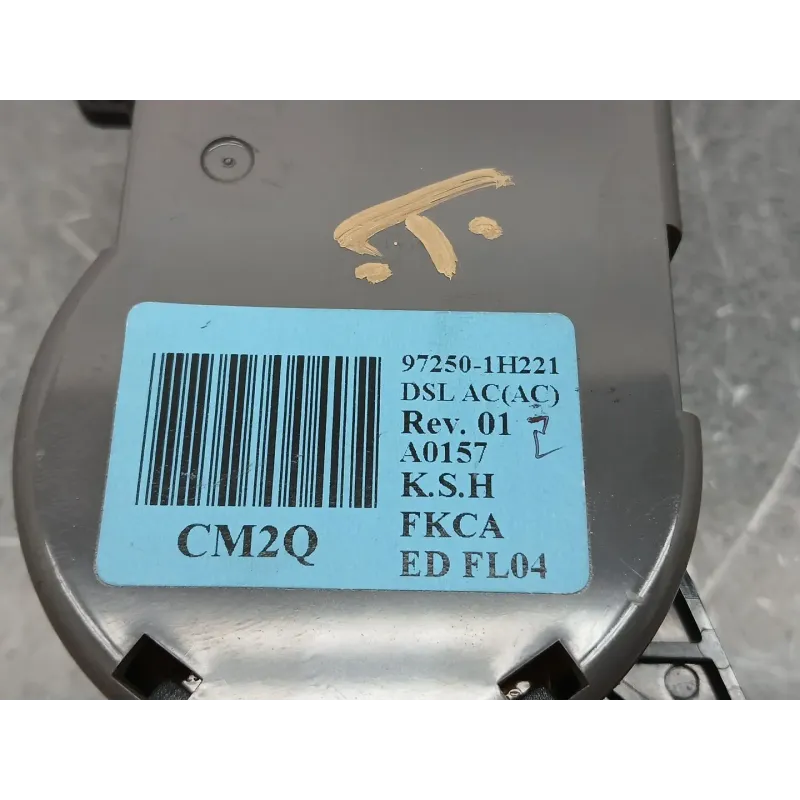 97250-1H221
DSL AC(AC)
Rev. 01
A0157
K.S.H
FKCA
ED FL04
CM2Q